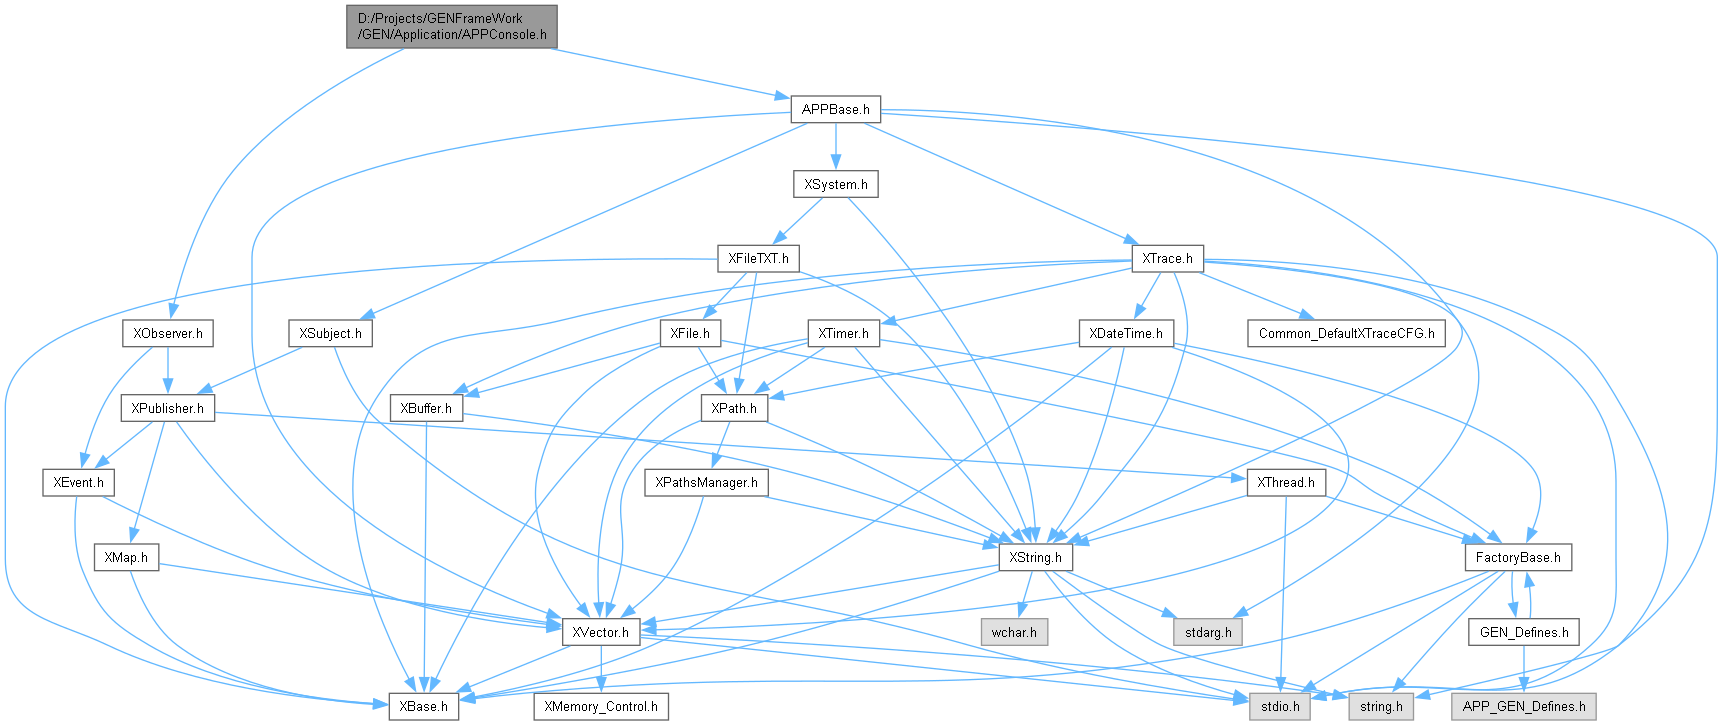 D:/Projects/GENFrameWork
/GEN/Application/APPConsole.h
APPBase.h
XSystem.h
XFileTXT.h
XTrace.h
XObserver.h
XSubject.h
XFile.h
XTimer.h
XDateTime.h
Common_DefaultXTraceCFG.h
XPublisher.h
XBuffer.h
XPath.h
XEvent.h
XPathsManager.h
XThread.h
XMap.h
XString.h
FactoryBase.h
XVector.h
wchar.h
stdarg.h
GEN_Defines.h
XBase.h
XMemory_Control.h
stdio.h
string.h
APP_GEN_Defines.h